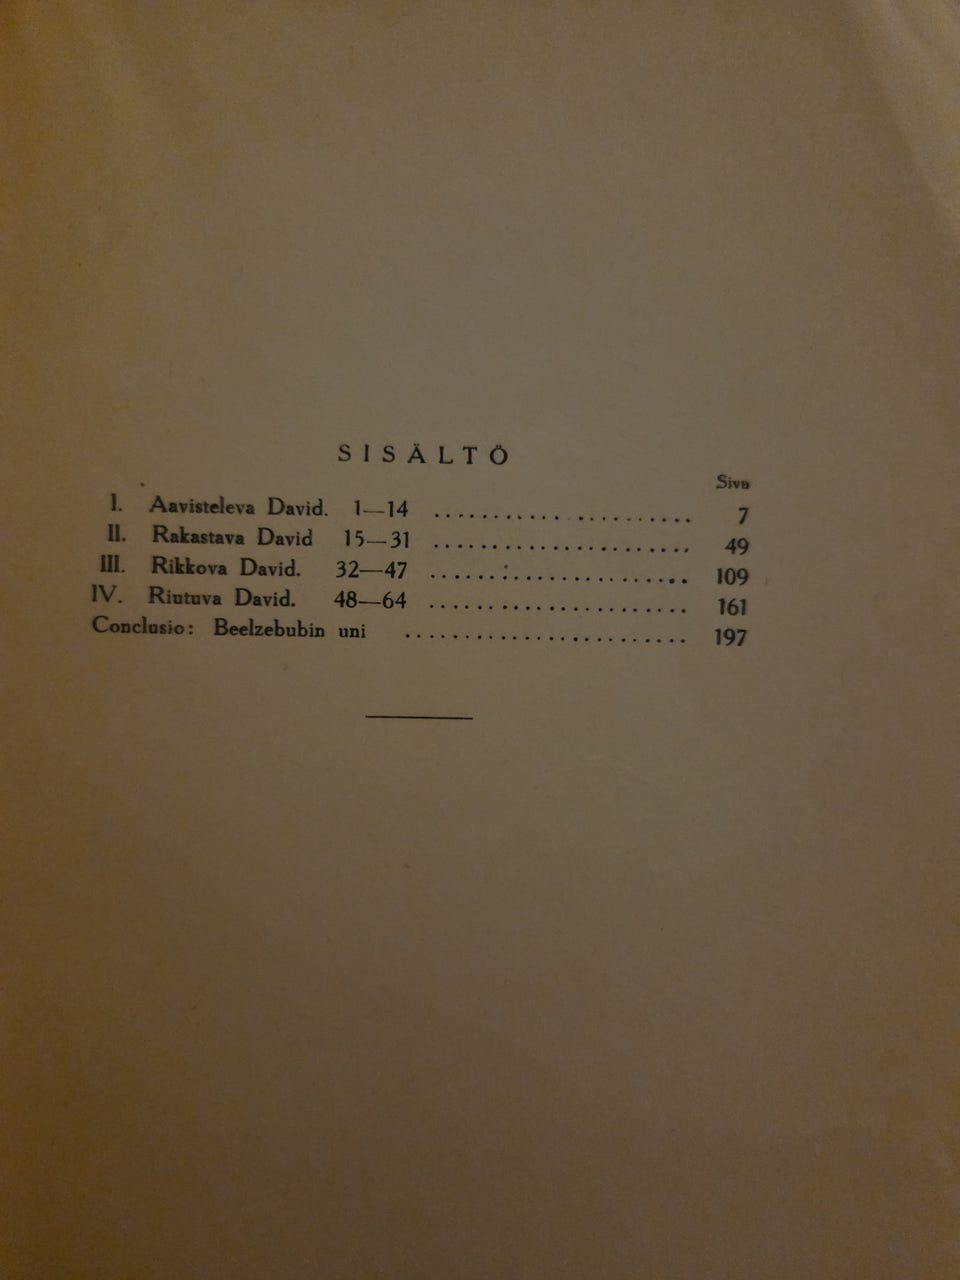 SISÄLTÖ
Sivu
I. Aavisteleva David. 1—14 ...................... 7
II. Rakastava David 15—31 ...................... 49
III. Rikkova David. 32—47 ...................... 109
IV. Riutuva David. 48—64 ...................... 161
Conclusio: Beelzebubin uni ........................ 197